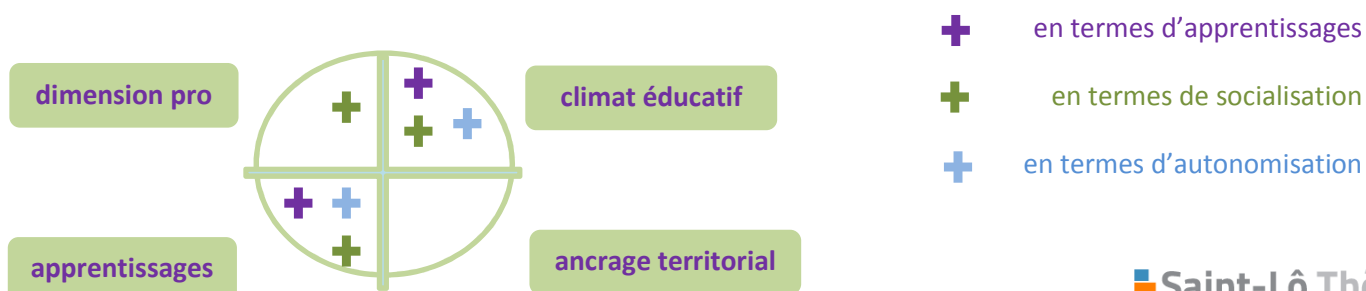 en termes d’apprentissages
dimension pro
climat éducatif
en termes de socialisation
en termes d’autonomisation
apprentissages
ancrage territorial
Saint-Lô